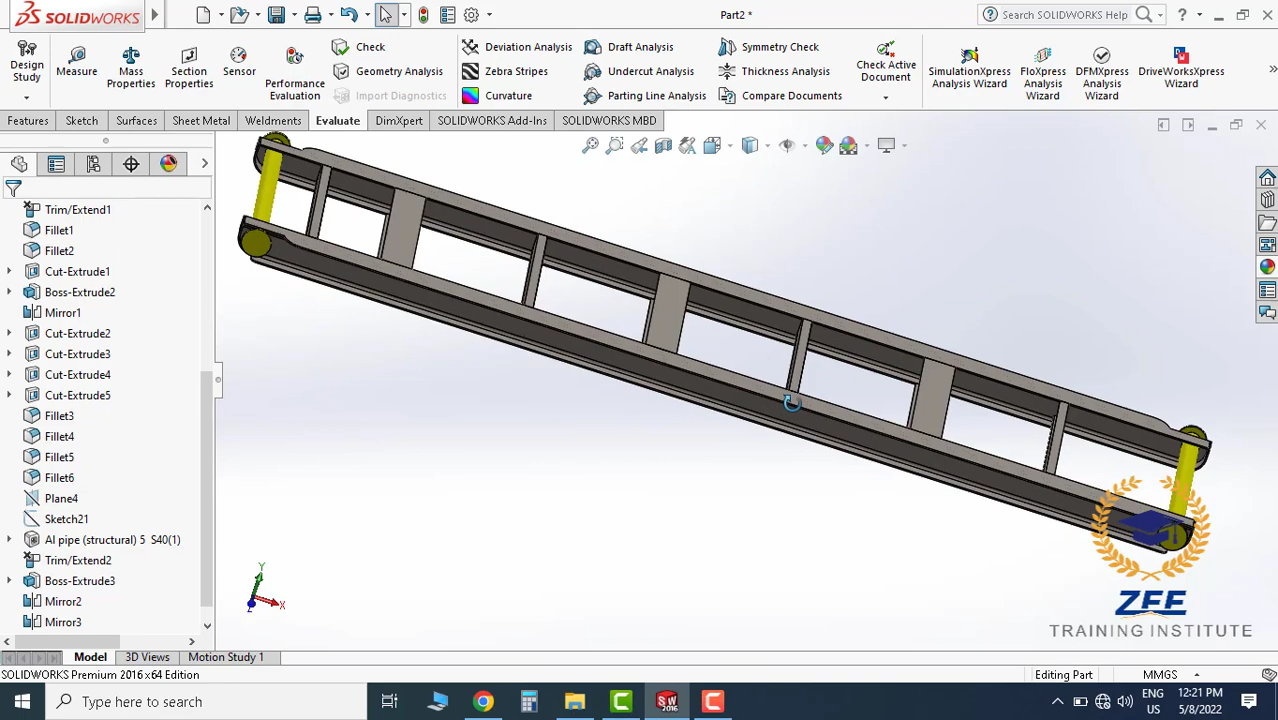 SOLIDWORKS
Part2 *
Search SOLIDWORKS Help
Design Study
Measure
Mass Properties
Section Properties
Sensor
Performance Evaluation
Check
Geometry Analysis
Import Diagnostics
Deviation Analysis
Zebra Stripes
Curvature
Draft Analysis
Undercut Analysis
Parting Line Analysis
Symmetry Check
Thickness Analysis
Compare Documents
Check Active Document
SimulationXpress Analysis Wizard
FloXpress Analysis Wizard
DFMXpress Analysis Wizard
DriveWorksXpress Wizard
Features Sketch Surfaces Sheet Metal Weldments Evaluate DimXpert SOLIDWORKS Add-Ins SOLIDWORKS MBD
Trim/Extend1
Fillet1
Fillet2
Cut-Extrude1
Boss-Extrude2
Mirror1
Cut-Extrude2
Cut-Extrude3
Cut-Extrude4
Cut-Extrude5
Fillet3
Fillet4
Fillet5
Fillet6
Plane4
Sketch21
AI pipe (structural) 5 S40(1)
Trim/Extend2
Boss-Extrude3
Mirror2
Mirror3
Y
X
Z
ZEE
TRAINING INSTITUTE
Model 3D Views Motion Study 1
SOLIDWORKS Premium 2016 x64 Edition
Editing Part
MMGS
Type here to search
SW
2016
ENG
US
12:21 PM
5/8/2022